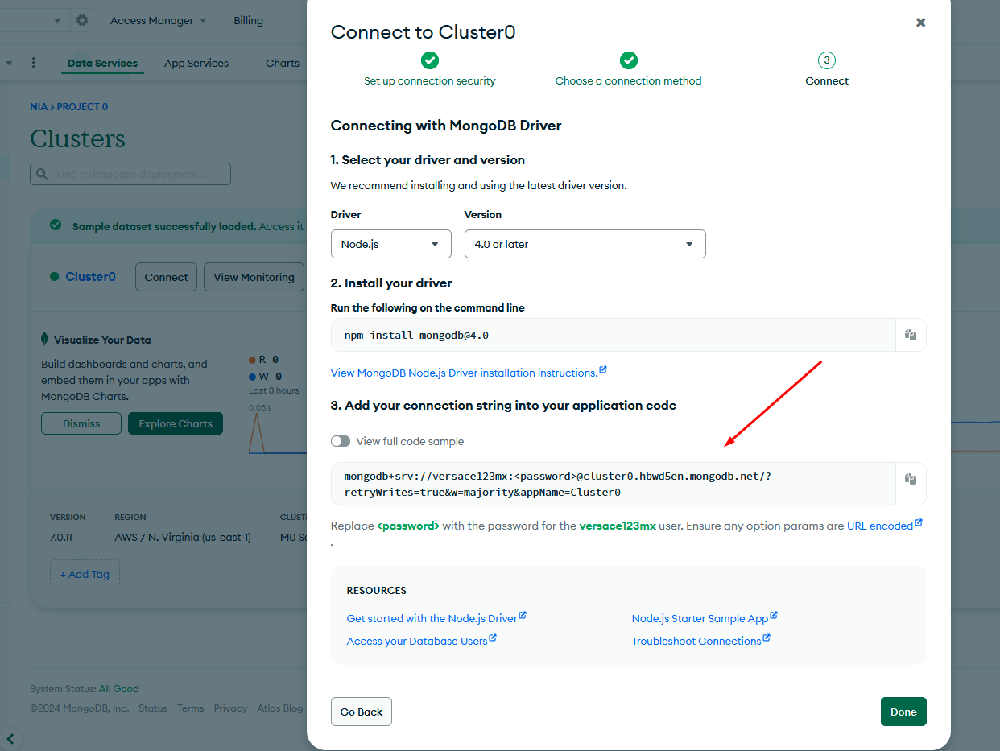 Access Manager
Billing
Data Services
App Services
Charts
NIA > PROJECT 0
Clusters
Find a database deployment...
Sample dataset successfully loaded. Access it
Cluster0
Connect
View Monitoring
Visualize Your Data
Build dashboards and charts, and
embed them in your apps with
MongoDB Charts.
Dismiss
Explore Charts
R 0
W 0
Last 3 hours
0.05/s
VERSION
REGION
7.0.11
AWS / N. Virginia (us-east-1)
+ Add Tag
System Status: All Good
©2024 MongoDB, Inc.
Status
Terms
Privacy
Atlas Blog
Connect to Cluster0
Set up connection security
Choose a connection method
3
Connect
Connecting with MongoDB Driver
1. Select your driver and version
We recommend installing and using the latest driver version.
Driver
Version
Node.js
4.0 or later
2. Install your driver
Run the following on the command line
npm install mongodb@4.0
View MongoDB Node.js Driver installation instructions.
3. Add your connection string into your application code
View full code sample
mongodb+srv://versace123mx:<password>@cluster0.hbwd5en.mongodb.net/?
retryWrites=true&w=majority&appName=Cluster0
Replace <password> with the password for the versace123mx user. Ensure any option params are URL encoded
.
RESOURCES
Get started with the Node.js Driver
Node.js Starter Sample App
Access your Database Users
Troubleshoot Connections
Go Back
Done